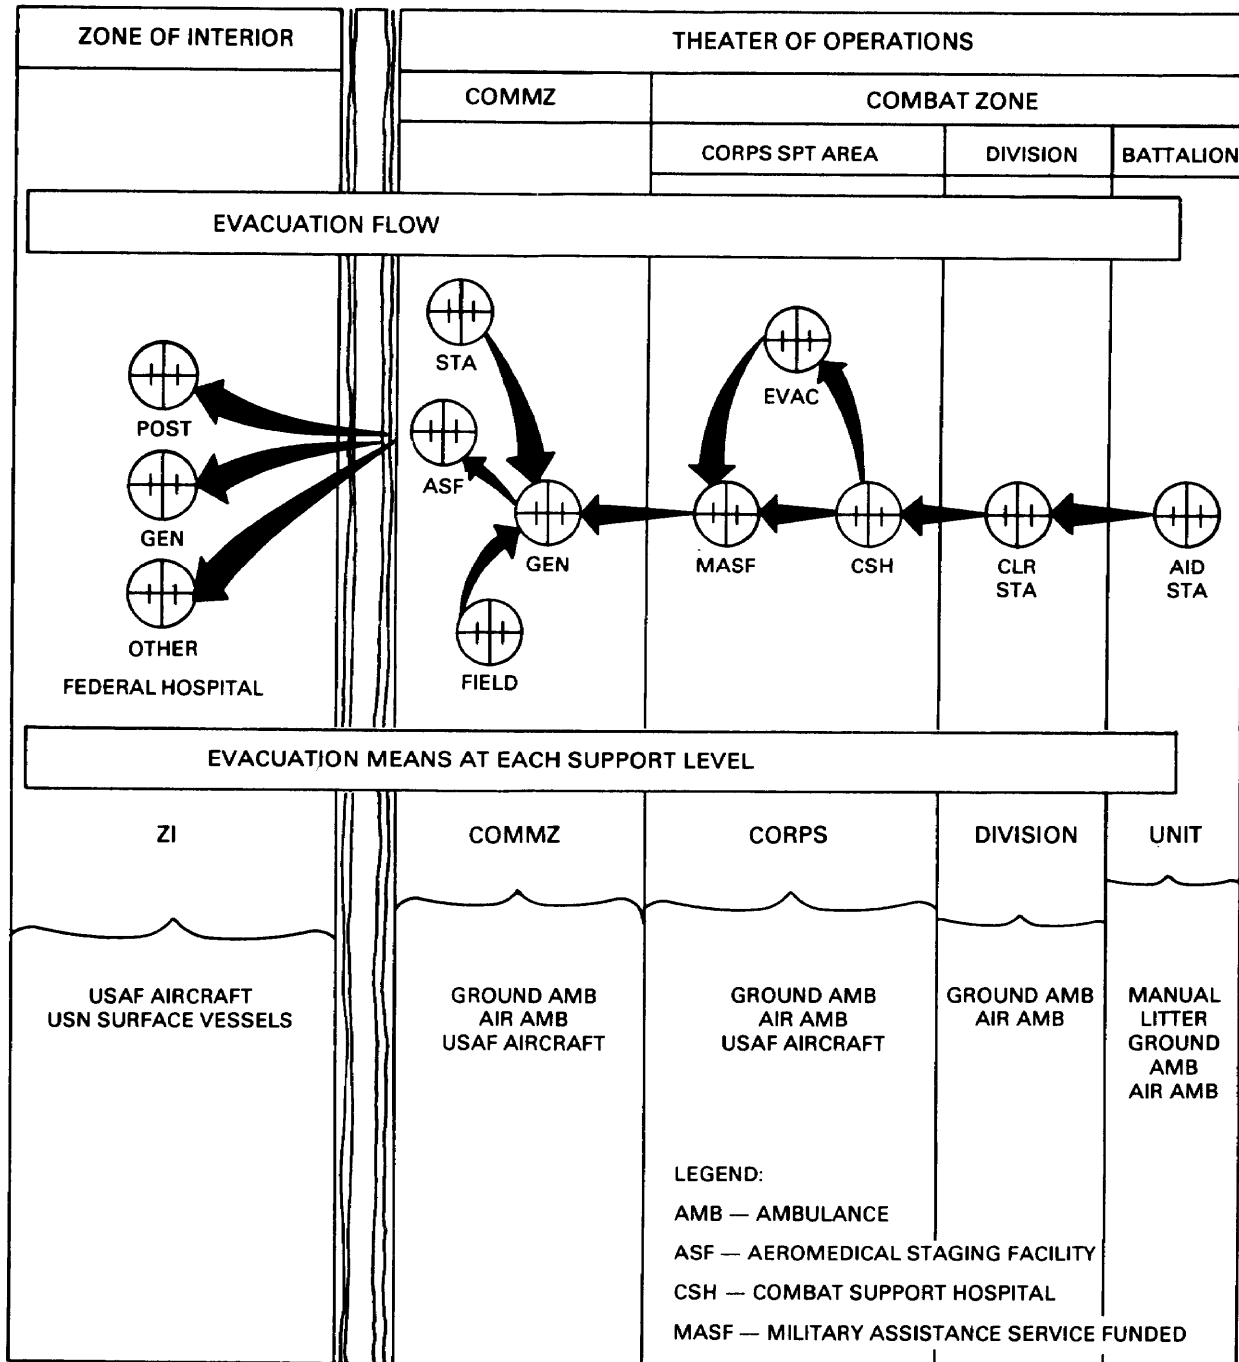 ZONE OF INTERIOR
THEATER OF OPERATIONS
COMMZ
COMBAT ZONE
CORPS SPT AREA
DIVISION
BATTALION
EVACUATION FLOW
STA
EVAC
POST
ASF
GEN
GEN
MASF
CSH
CLR
STA
AID
STA
OTHER
FIELD
FEDERAL HOSPITAL
EVACUATION MEANS AT EACH SUPPORT LEVEL
ZI
COMMZ
CORPS
DIVISION
UNIT
USAF AIRCRAFT
USN SURFACE VESSELS
GROUND AMB
AIR AMB
USAF AIRCRAFT
GROUND AMB
AIR AMB
USAF AIRCRAFT
GROUND AMB
AIR AMB
MANUAL
LITTER
GROUND
AMB
AIR AMB
LEGEND:
AMB — AMBULANCE
ASF — AEROMEDICAL STAGING FACILITY
CSH — COMBAT SUPPORT HOSPITAL
MASF — MILITARY ASSISTANCE SERVICE FUNDED